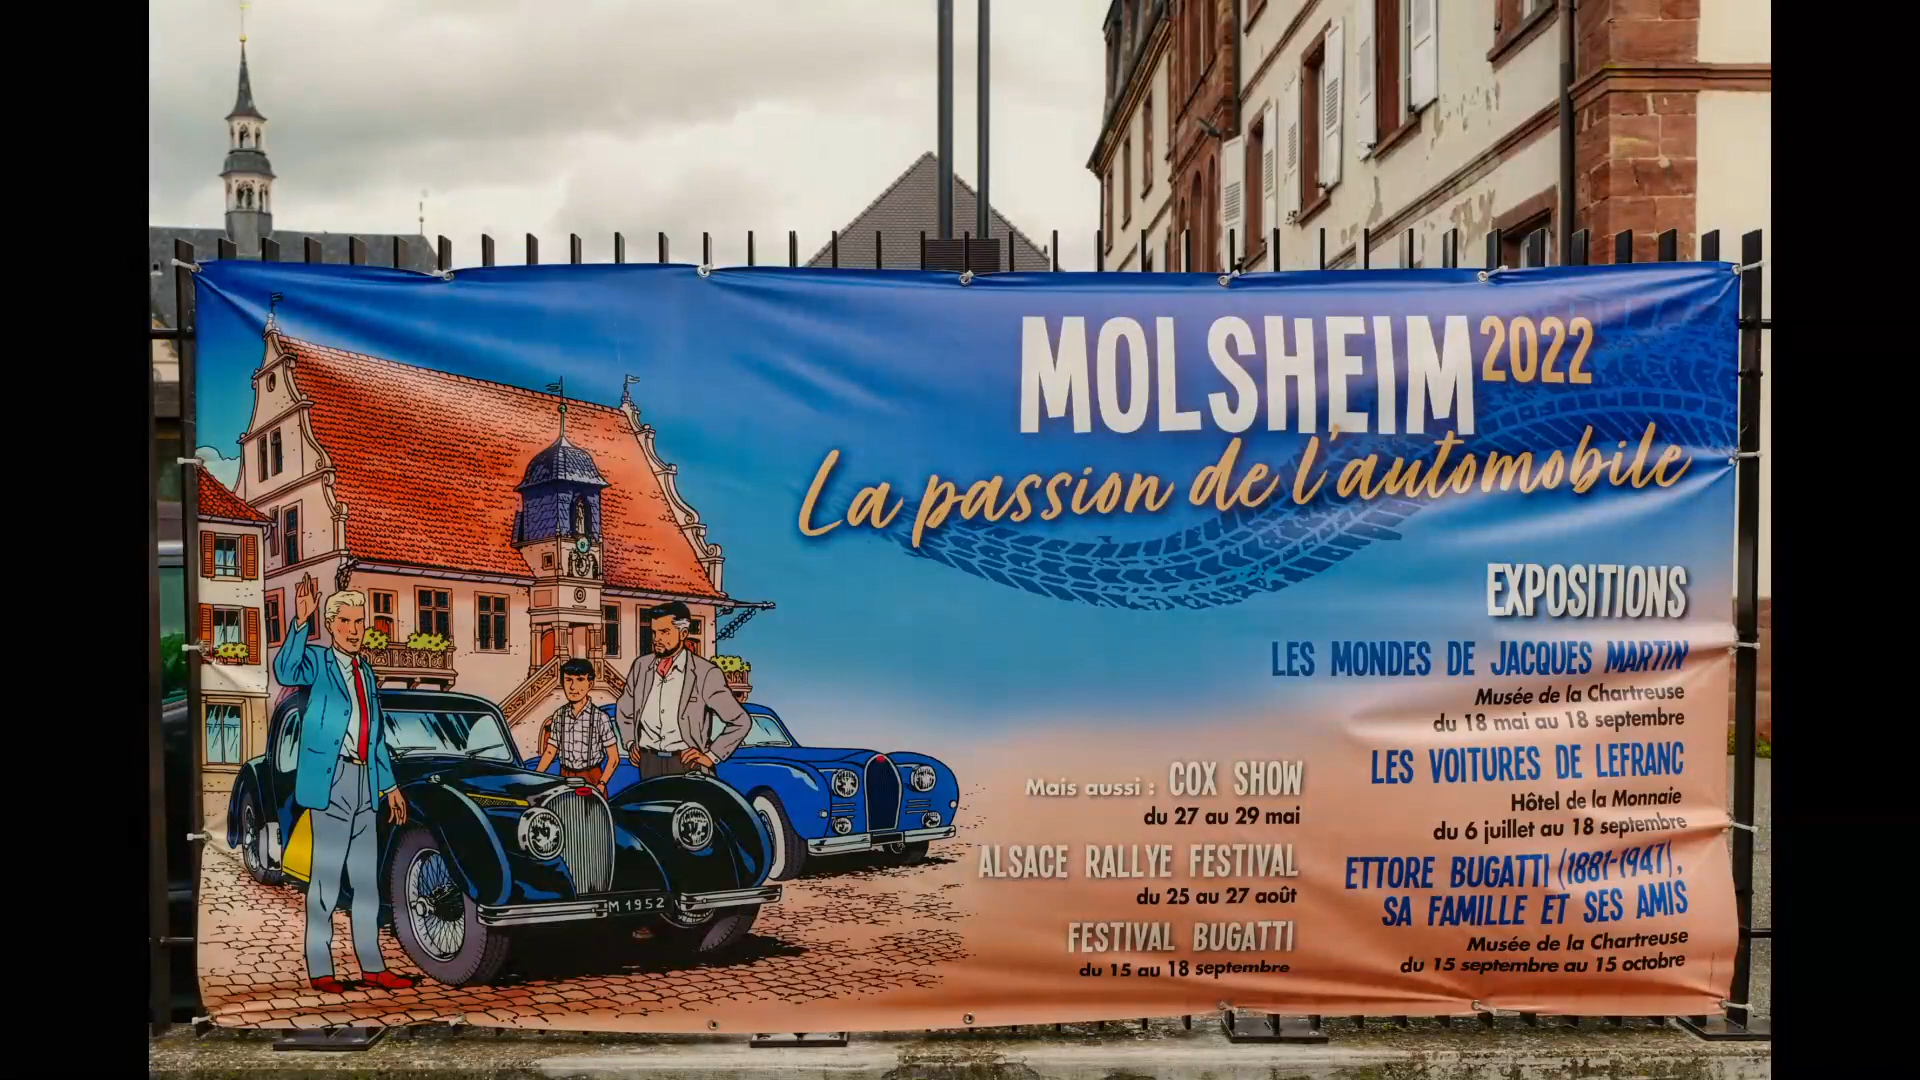 MOLSHEIM 2022
La passion de l'automobile
EXPOSITIONS
LES MONDES DE JACQUES MARTIN
Musée de la Chartreuse
du 18 mai au 18 septembre
LES VOITURES DE LEFRANC
Hôtel de la Monnaie
du 6 juillet au 18 septembre
ETTORE BUGATTI (1881-1947),
SA FAMILLE ET SES AMIS
Musée de la Chartreuse
du 15 septembre au 15 octobre
Mais aussi : COX SHOW
du 27 au 29 mai
ALSACE RALLYE FESTIVAL
du 25 au 27 août
FESTIVAL BUGATTI
du 15 au 18 septembre
M 1952